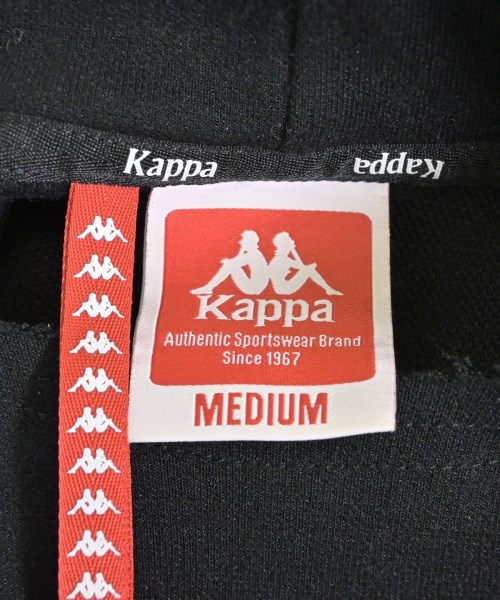 Kappa Kappa
Kappa
Authentic Sportswear Brand
Since 1967
MEDIUM